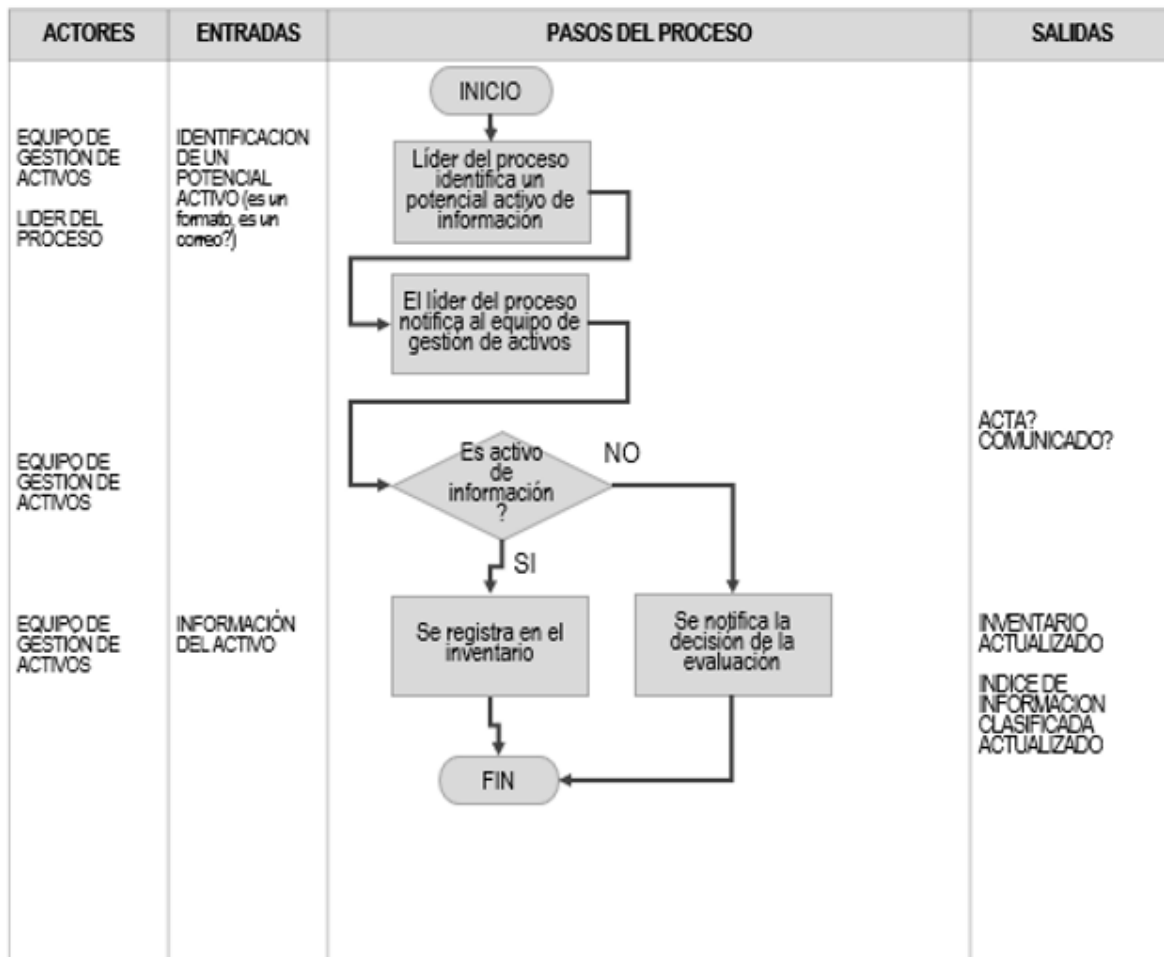 ACTORES
ENTRADAS
PASOS DEL PROCESO
SALIDAS
INICIO
EQUIPO DE
GESTION DE
ACTIVOS
LIDER DEL
PROCESO
IDENTIFICACION
DE UN
POTENCIAL
ACTIVO (es un
formato, es un
correo?)
Líder del proceso
identifica un
potencial activo de
información
El líder del proceso
notifica al equipo de
gestión de activos
ACTA?
COMUNICADO?
EQUIPO DE
GESTION DE
ACTIVOS
Es activo
de
información
?
NO
SI
EQUIPO DE
GESTION DE
ACTIVOS
INFORMACIÓN
DEL ACTIVO
Se registra en el
inventario
Se notifica la
decisión de la
evaluación
INVENTARIO
ACTUALIZADO
INDICE DE
INFORMACION
CLASIFICADA
ACTUALIZADO
FIN